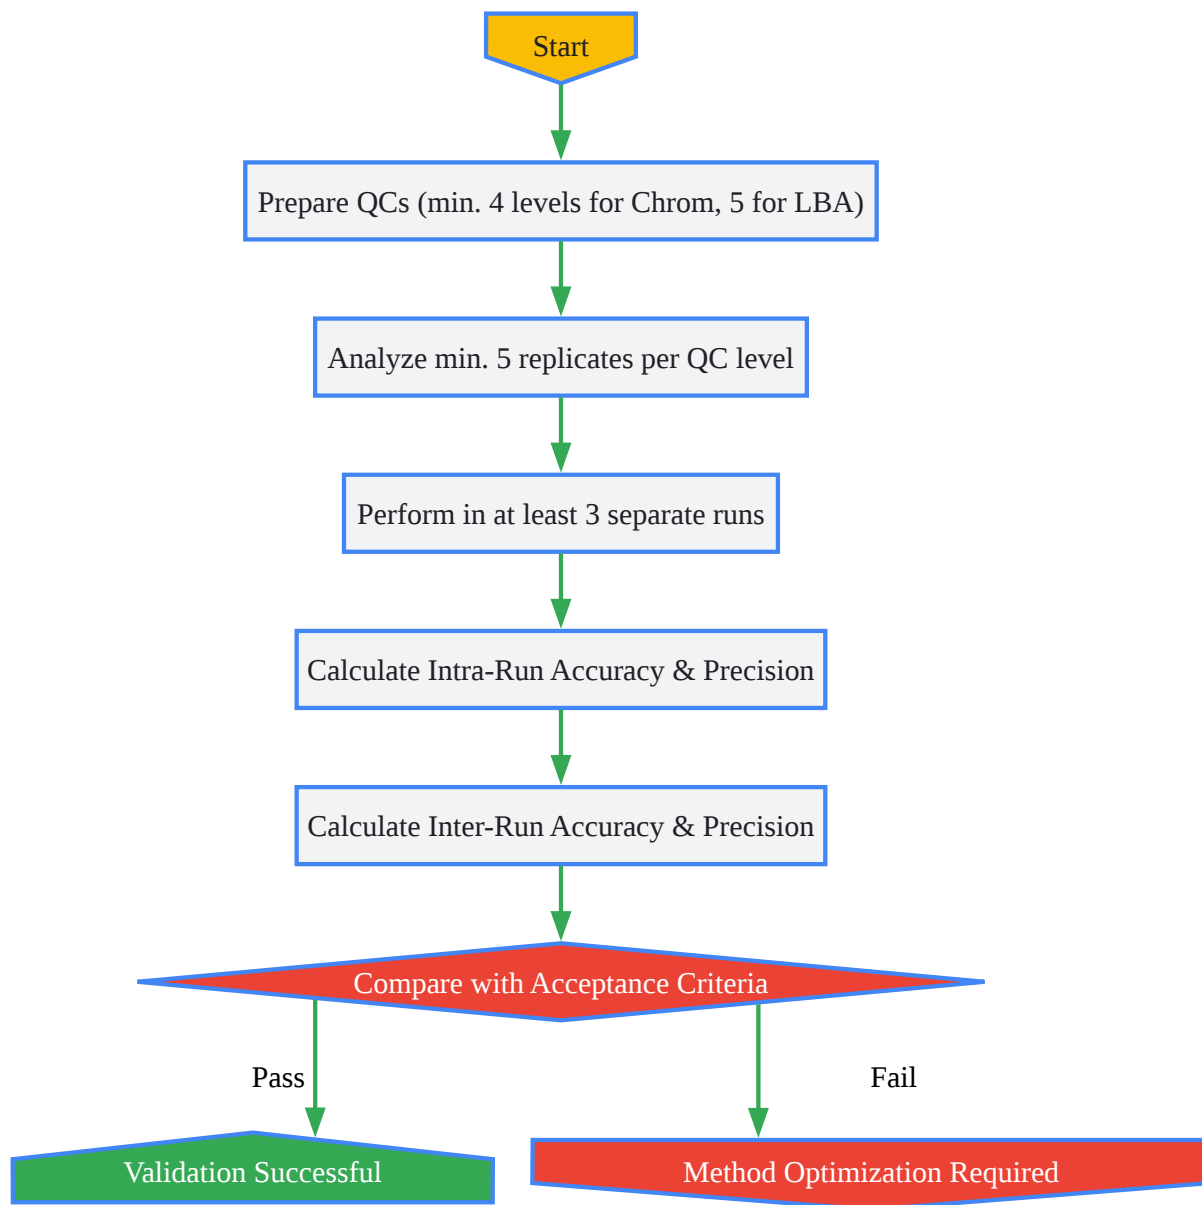 Start
Prepare QCs (min. 4 levels for Chrom, 5 for LBA)
Analyze min. 5 replicates per QC level
Perform in at least 3 separate runs
Calculate Intra-Run Accuracy & Precision
Calculate Inter-Run Accuracy & Precision
Compare with Acceptance Criteria
Pass
Fail
Validation Successful
Method Optimization Required